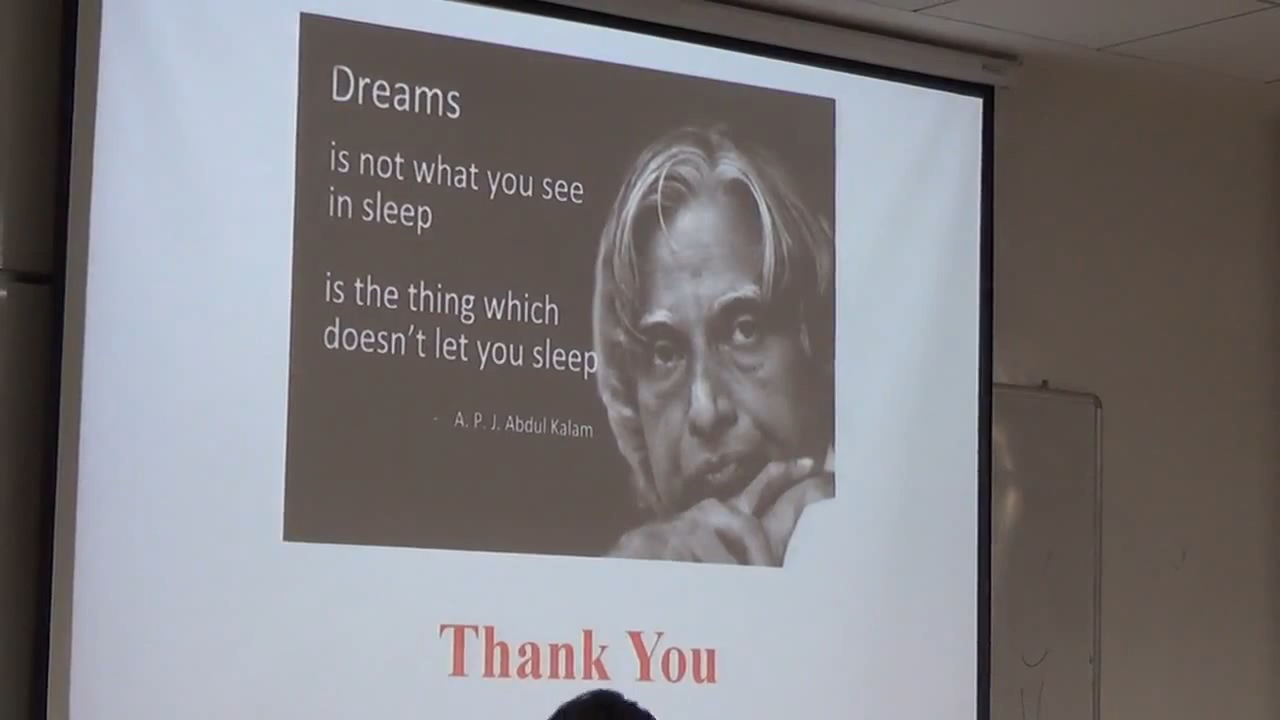 Dreams
is not what you see
in sleep
is the thing which
doesn't let you sleep
- A. P. J. Abdul Kalam
Thank You